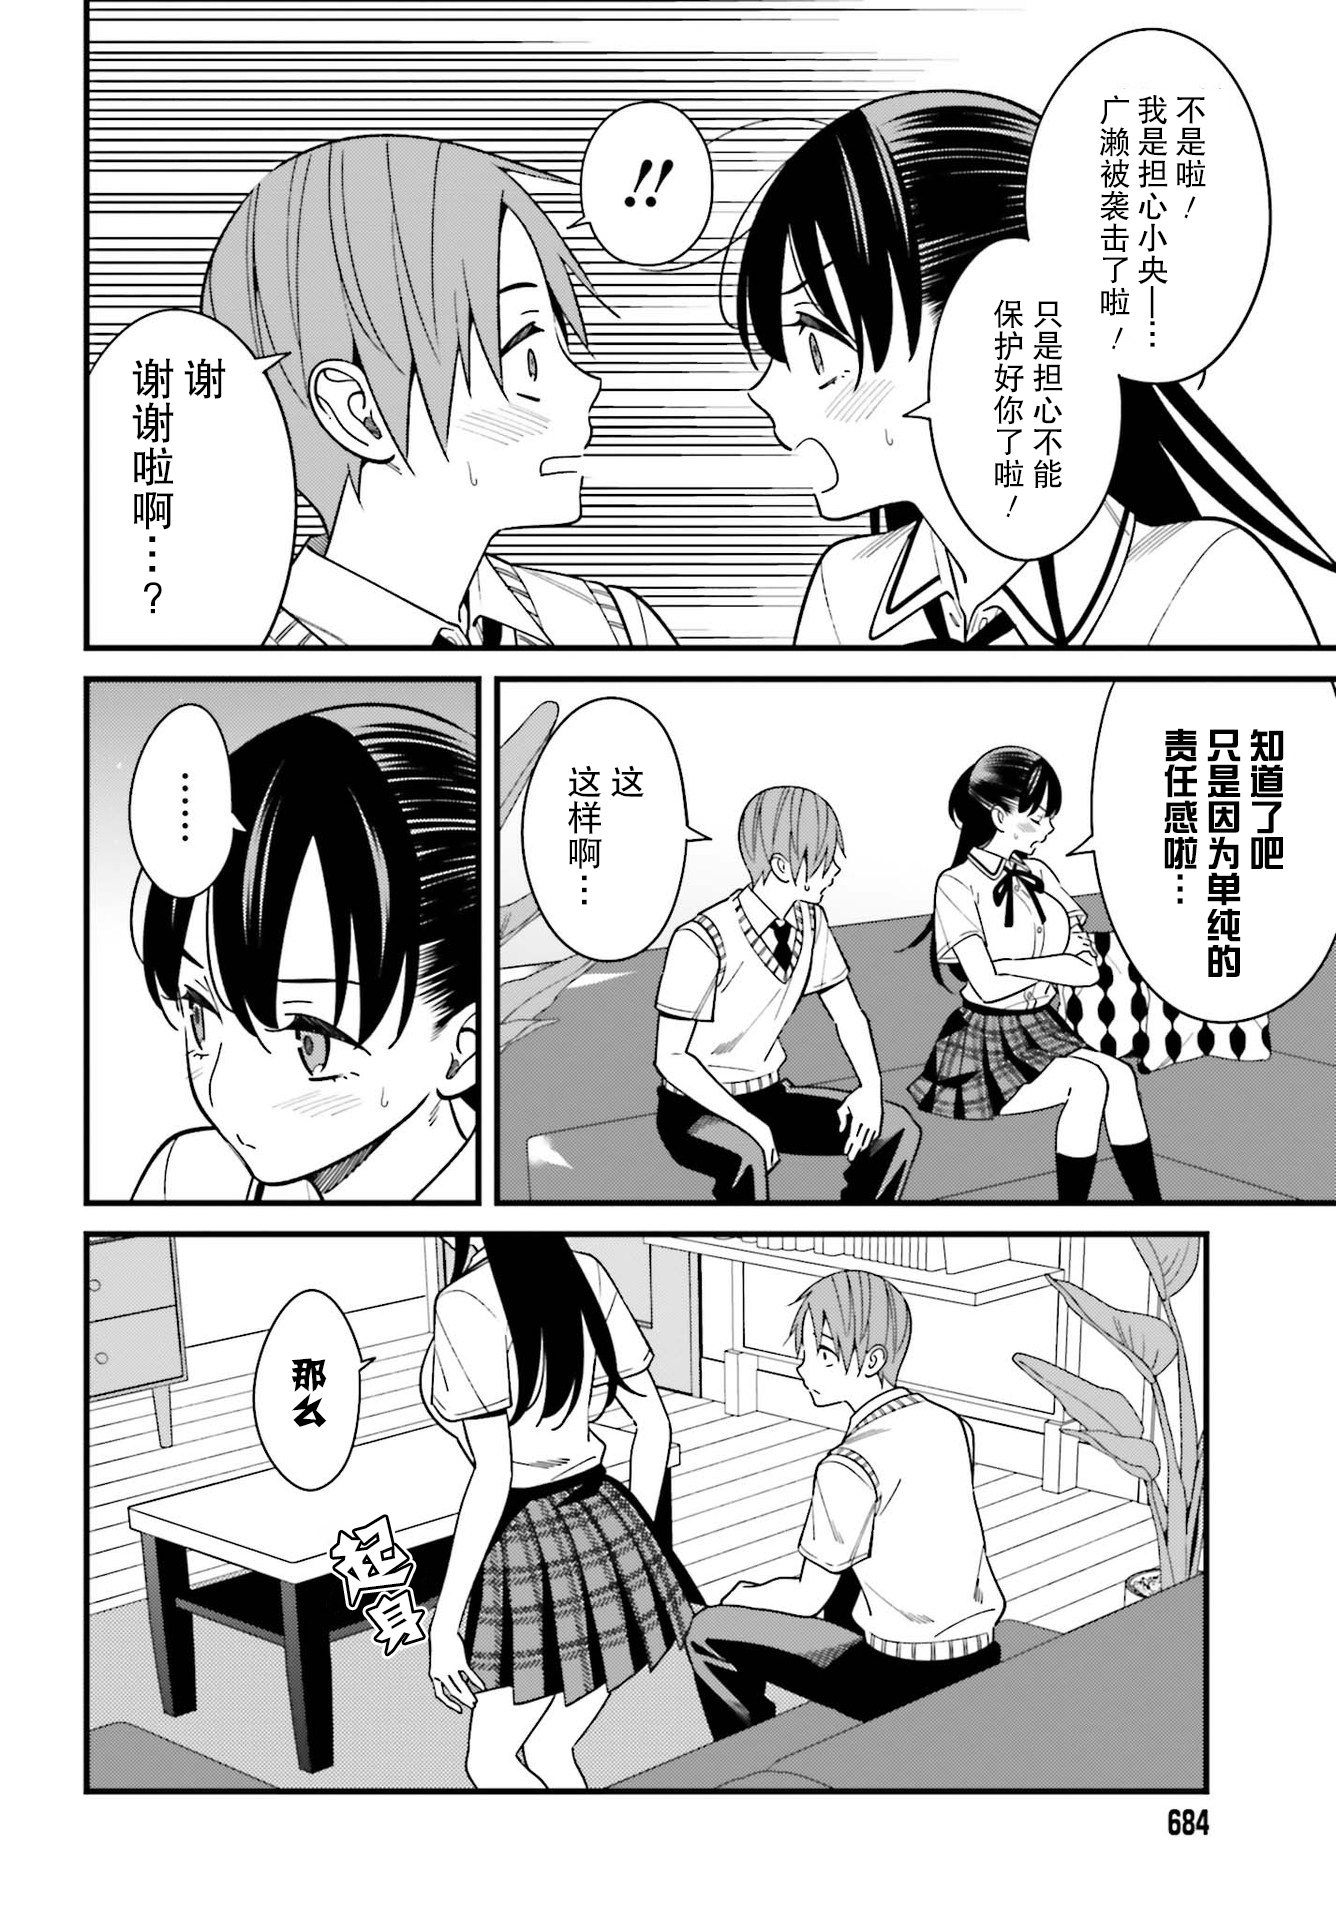 不是啦！
我是担心小央—…
广濑被袭击了啦！
只是担心不能
保护好你了啦！
!!
谢
谢谢啦啊…？
知道了吧
只是因为单纯的
责任感啦…
这
这样啊…
……
那么
起身
684